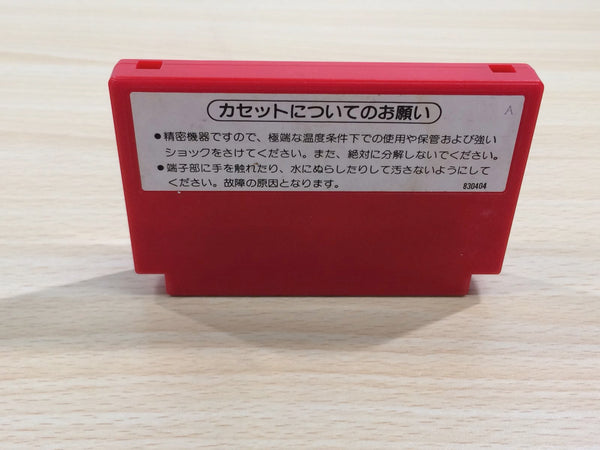 カセットについてのお願い
A
●精密機器ですので、極端な温度条件下での使用や保管および強い
ショックをさけてください。また、絶対に分解しないでください。
●端子部に手を触れたり、水にぬらしたりして汚さないようにして
ください。故障の原因となります。
830404